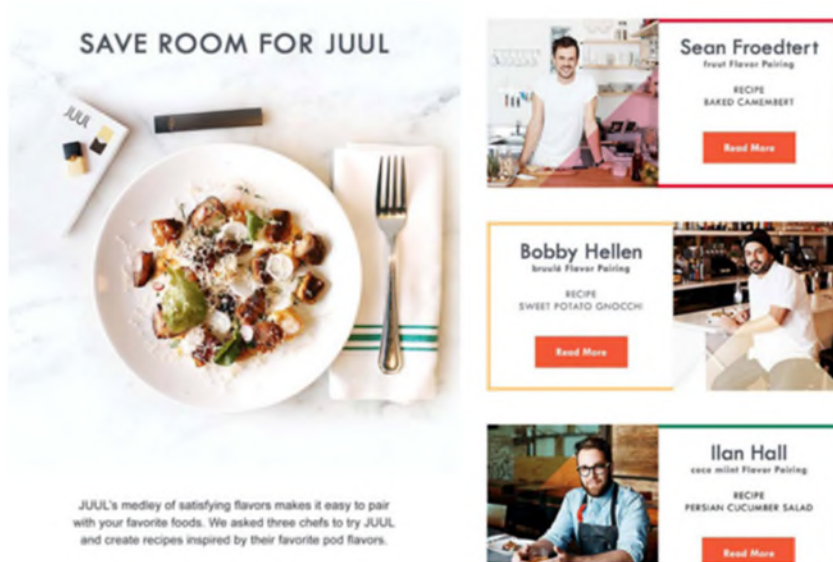 SAVE ROOM FOR JUUL
JUUL
JUUL's medley of satisfying flavors makes it easy to pair
with your favorite foods. We asked three chefs to try JUUL
and create recipes inspired by their favorite pod flavors.
Sean Froedtert
fruut Flavor Pairing
RECIPE
BAKED CAMEMBERT
Read More
Bobby Hellen
bruulé Flavor Pairing
RECIPE
SWEET POTATO GNOCCHI
Read More
Ilan Hall
coco miint Flavor Pairing
RECIPE
PERSIAN CUCUMBER SALAD
Read More